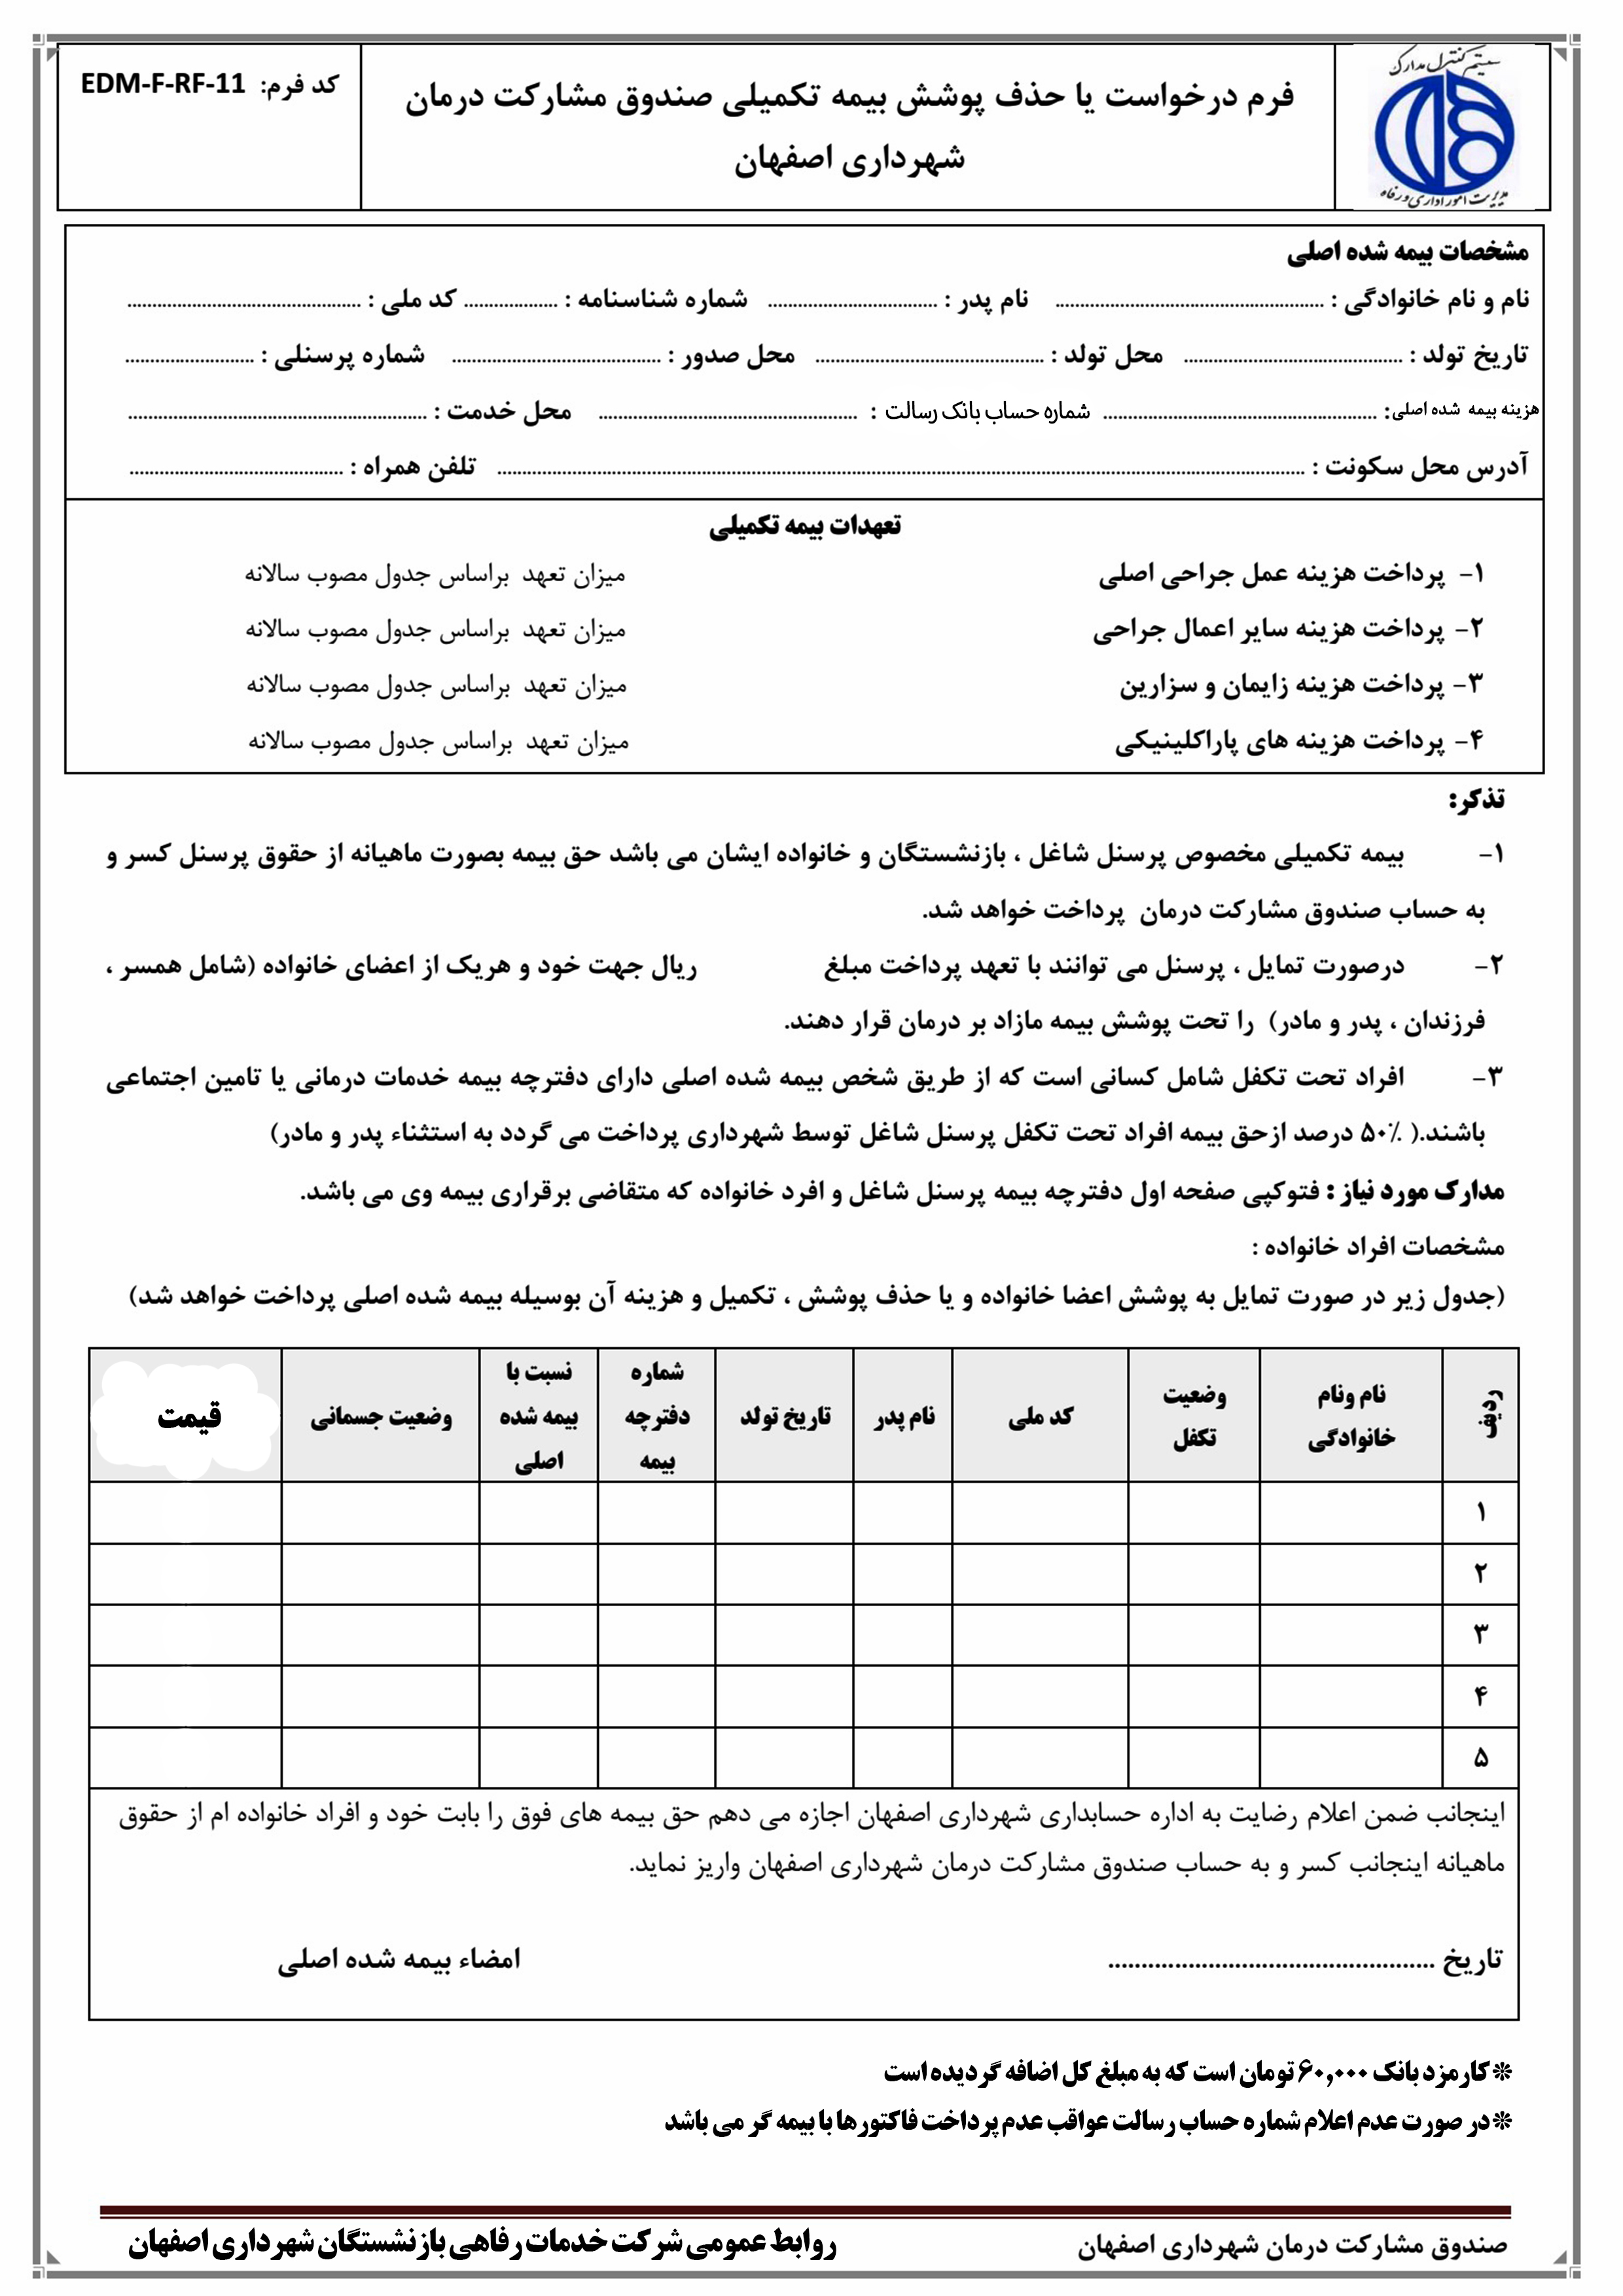 سیستم کنترل مدارک
مدیریت امور اداری و رفاه
فرم درخواست یا حذف پوشش بیمه تکمیلی صندوق مشارکت درمان
شهرداری اصفهان
کد فرم: EDM-F-RF-11
مشخصات بیمه شده اصلی
نام و نام خانوادگی : .................... نام پدر : .................... شماره شناسنامه : .................... کد ملی : ....................
تاریخ تولد : .................... محل تولد : .................... محل صدور : .................... شماره پرسنلی : ....................
هزینه بیمه شده اصلی: .................... شماره حساب بانک رسالت : .................... محل خدمت : ....................
آدرس محل سکونت : .................... تلفن همراه : ....................
تعهدات بیمه تکمیلی
۱- پرداخت هزینه عمل جراحی اصلی میزان تعهد براساس جدول مصوب سالانه
۲- پرداخت هزینه سایر اعمال جراحی میزان تعهد براساس جدول مصوب سالانه
۳- پرداخت هزینه زایمان و سزارین میزان تعهد براساس جدول مصوب سالانه
۴- پرداخت هزینه های پاراکلینیکی میزان تعهد براساس جدول مصوب سالانه
تذکر:
۱- بیمه تکمیلی مخصوص پرسنل شاغل ، بازنشستگان و خانواده ایشان می باشد حق بیمه بصورت ماهیانه از حقوق پرسنل کسر و
به حساب صندوق مشارکت درمان پرداخت خواهد شد.
۲- درصورت تمایل ، پرسنل می توانند با تعهد پرداخت مبلغ ریال جهت خود و هریک از اعضای خانواده (شامل همسر ،
فرزندان ، پدر و مادر) را تحت پوشش بیمه مازاد بر درمان قرار دهند.
۳- افراد تحت تکفل شامل کسانی است که از طریق شخص بیمه شده اصلی دارای دفترچه بیمه خدمات درمانی یا تامین اجتماعی
باشند.( ۵۰٪ درصد ازحق بیمه افراد تحت تکفل پرسنل شاغل توسط شهرداری پرداخت می گردد به استثناء پدر و مادر)
مدارک مورد نیاز : فتوکپی صفحه اول دفترچه بیمه پرسنل شاغل و افرد خانواده که متقاضی برقراری بیمه وی می باشد.
مشخصات افراد خانواده :
(جدول زیر در صورت تمایل به پوشش اعضا خانواده و یا حذف پوشش ، تکمیل و هزینه آن بوسیله بیمه شده اصلی پرداخت خواهد شد)
ردیف نام ونام خانوادگی وضعیت تکفل کد ملی نام پدر تاریخ تولد شماره دفترچه بیمه نسبت با بیمه شده اصلی وضعیت جسمانی قیمت
۱
۲
۳
۴
۵
اینجانب ضمن اعلام رضایت به اداره حسابداری شهرداری اصفهان اجازه می دهم حق بیمه های فوق را بابت خود و افراد خانواده ام از حقوق
ماهیانه اینجانب کسر و به حساب صندوق مشارکت درمان شهرداری اصفهان واریز نماید.
تاریخ .................... امضاء بیمه شده اصلی
*کارمزد بانک ۶۰,۰۰۰ تومان است که به مبلغ کل اضافه گردیده است
*در صورت عدم اعلام شماره حساب رسالت عواقب عدم پرداخت فاکتورها با بیمه گر می باشد
صندوق مشارکت درمان شهرداری اصفهان روابط عمومی شرکت خدمات رفاهی بازنشستگان شهرداری اصفهان